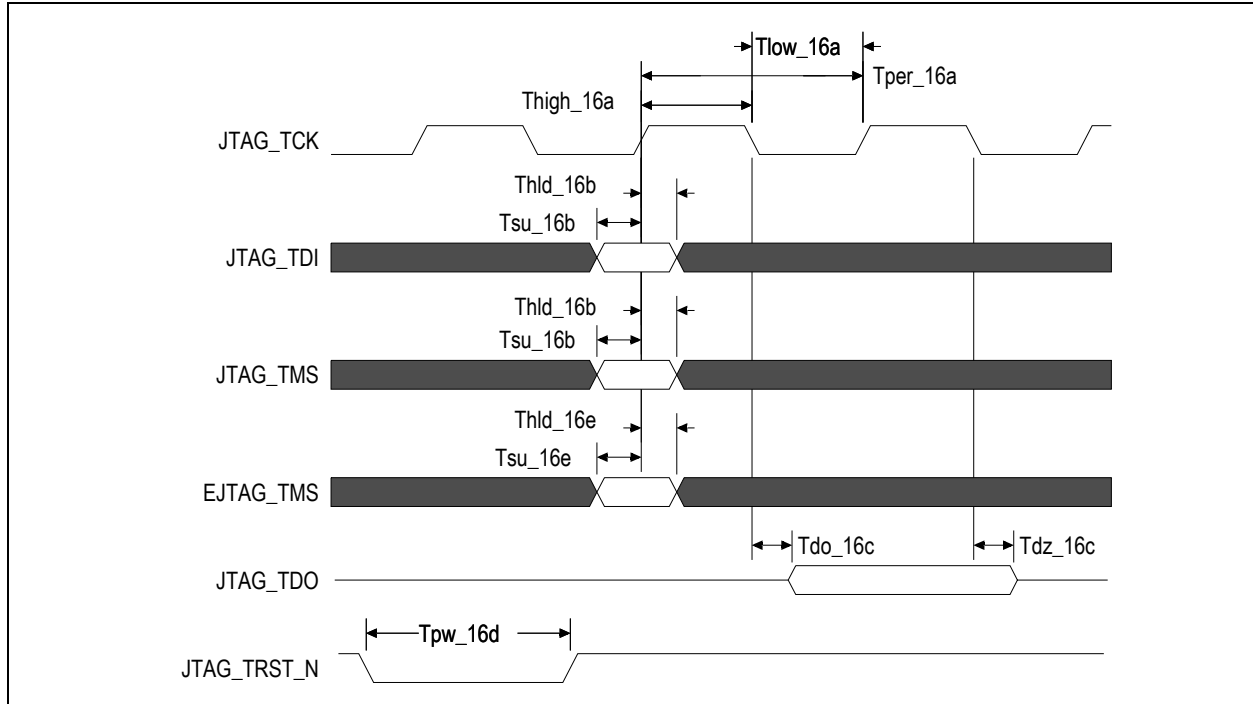 Tlow_16a
Tper_16a
Thigh_16a
JTAG_TCK
Thld_16b
Tsu_16b
JTAG_TDI
Thld_16b
Tsu_16b
JTAG_TMS
Thld_16e
Tsu_16e
EJTAG_TMS
Tdo_16c
Tdz_16c
JTAG_TDO
Tpw_16d
JTAG_TRST_N